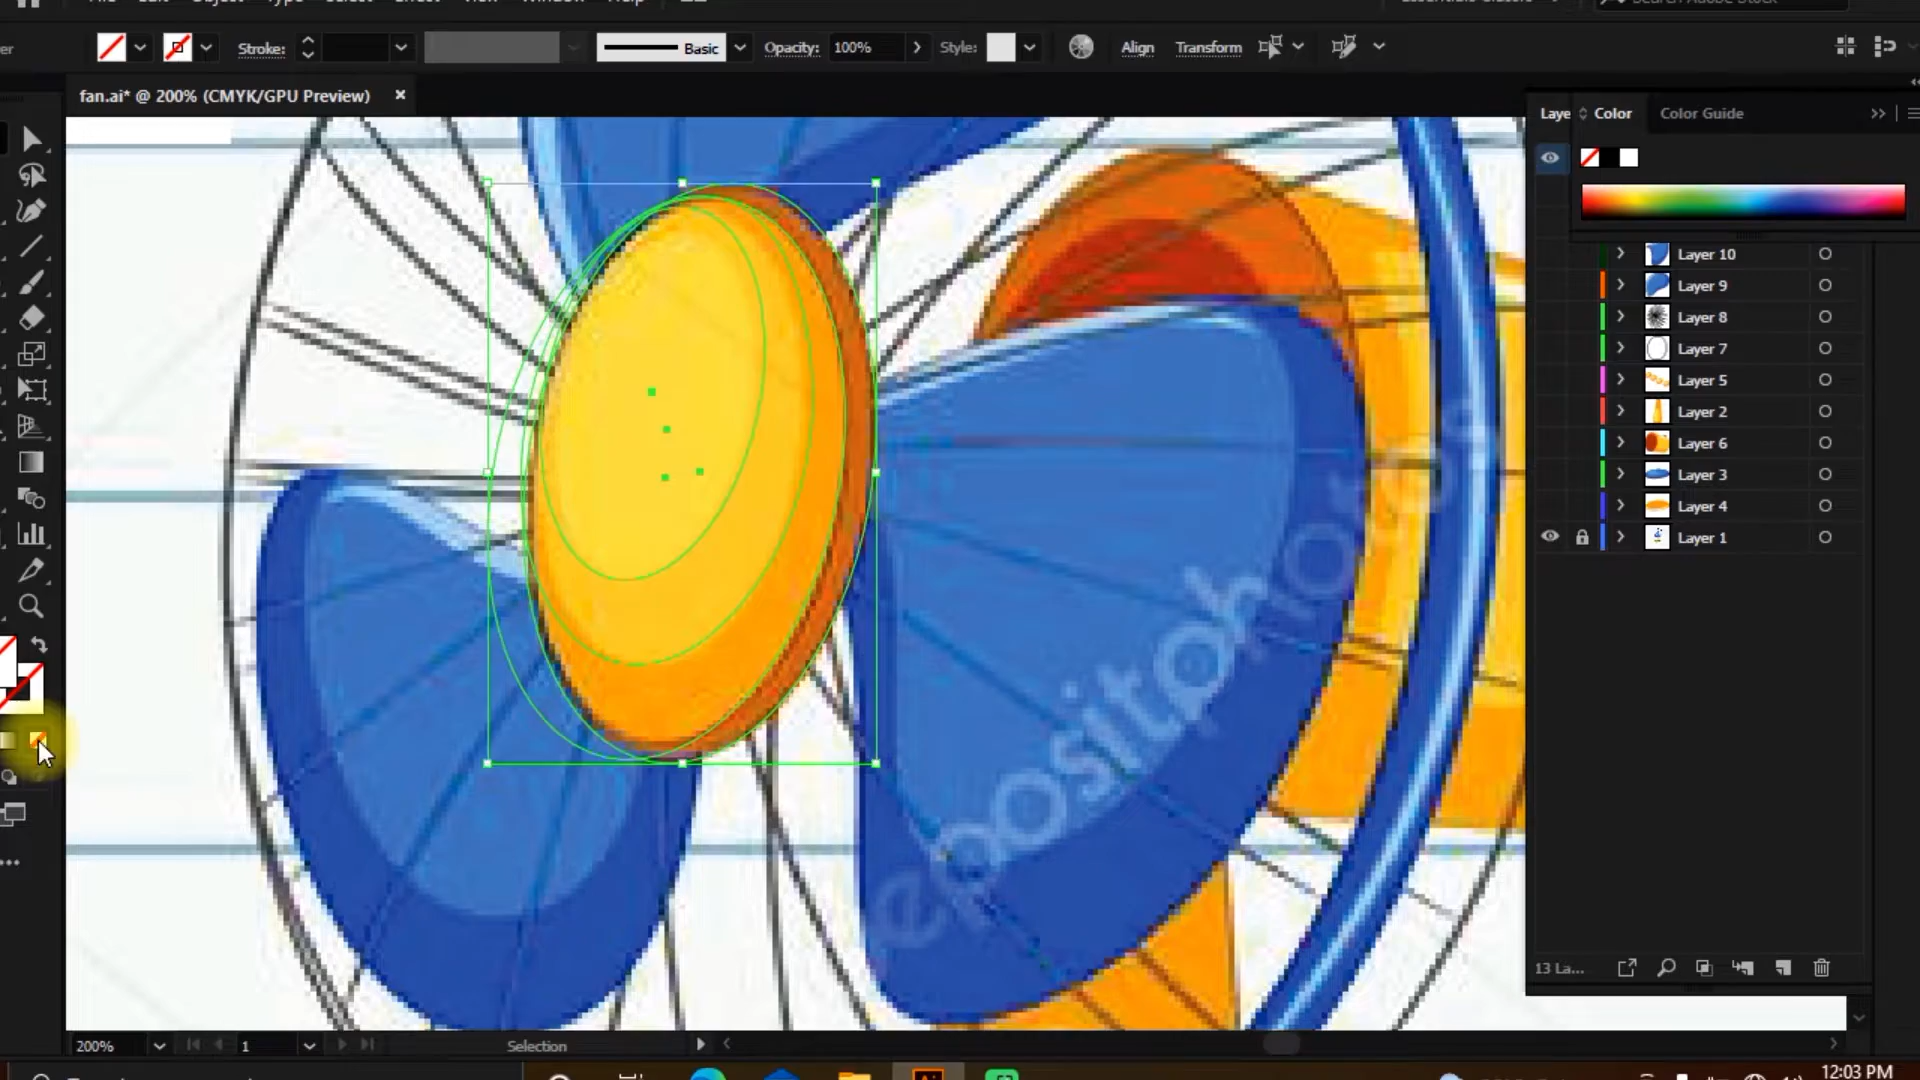 Stroke:
Basic
Opacity: 100%
Style:
Align
Transform
fan.ai* @ 200% (CMYK/GPU Preview)
Laye
Color
Color Guide
Layer 10
Layer 9
Layer 8
Layer 7
Layer 5
Layer 2
Layer 6
Layer 3
Layer 4
Layer 1
13 La...
epositphotos
200%
1
Selection
12:03 PM